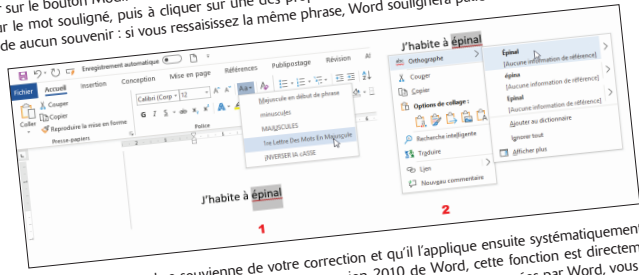 sur le bouton Modi
r le mot souligné, puis à cliquer sur une des prop
de aucun souvenir : si vous ressaisissez la même phrase, Word soulignera
Enregistrement automatique
Fichier Accueil Insertion Conception Mise en page Références Publipostage Révision
Coller
Couper
Copier
Reproduire la mise en forme
Presse-papiers
Calibri (Corp 12
Aa
G I S
Police
Majuscule en début de phrase
minuscules
MAJUSCULES
1re Lettre Des Mots En Majuscule
iNVERSER lA cASSE
J'habite à épinal
1
J'habite à épinal
Orthographe
Couper
Copier
Options de collage :
Recherche intelligente
Traduire
Lien
Nouveau commentaire
Épinal
[Aucune information de référence]
épina
[Aucune information de référence]
Epinal
[Aucune information de référence]
Ajouter au dictionnaire
Ignorer tout
Afficher plus
2
souvienne de votre correction et qu'il l'applique ensuite systématiquement
2010 de Word, cette fonction est directem
par Word, vous